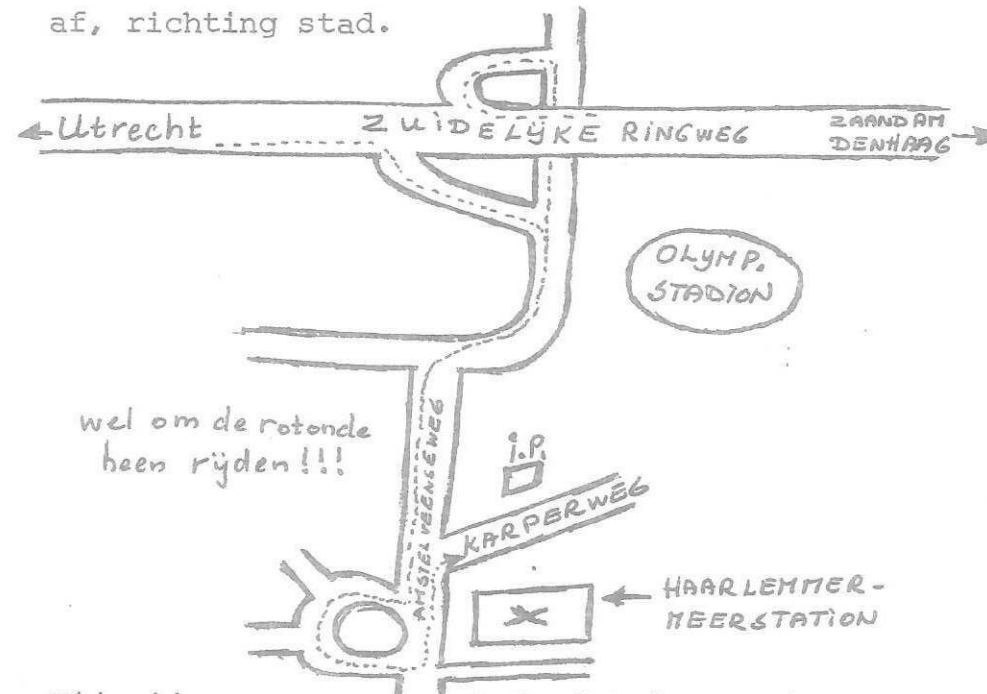 af, richting stad.
Utrecht
ZUIDELIJKE RINGWEG
ZAANDAM
DENHAAG
OLYMP.
STADION
wel om de rotonde
heen rijden!!!
i.P.
AMSTELVEENSEWEG
KARPERWEG
HAARLEMMER-
MEERSTATION